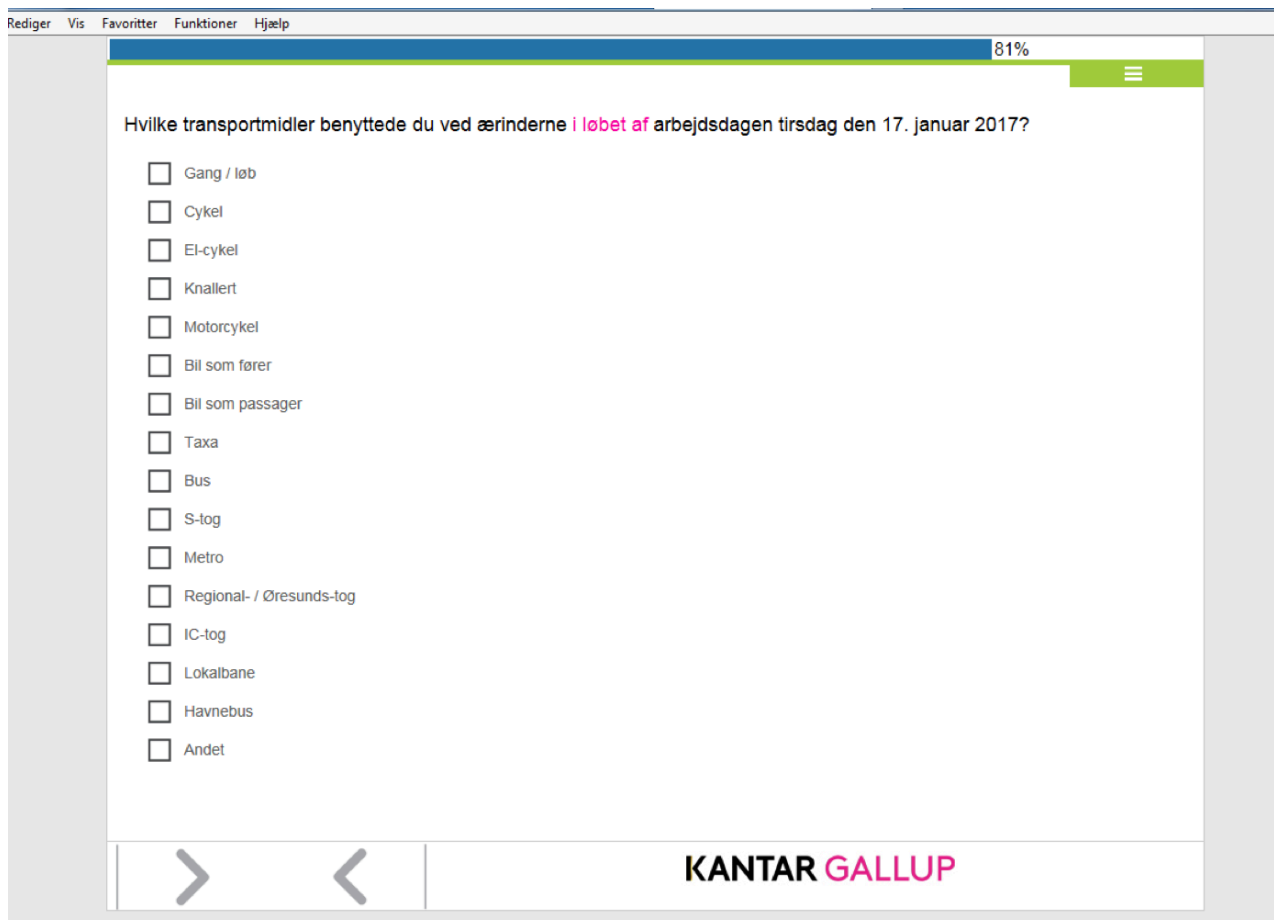 Rediger Vis Favoritter Funktioner Hjælp
81%
Hvilke transportmidler benyttede du ved ærinderne i løbet af arbejdsdagen tirsdag den 17. januar 2017?
Gang / løb
Cykel
El-cykel
Knallert
Motorcykel
Bil som fører
Bil som passager
Taxa
Bus
S-tog
Metro
Regional- / Øresunds-tog
IC-tog
Lokalbane
Havnebus
Andet
KANTAR GALLUP